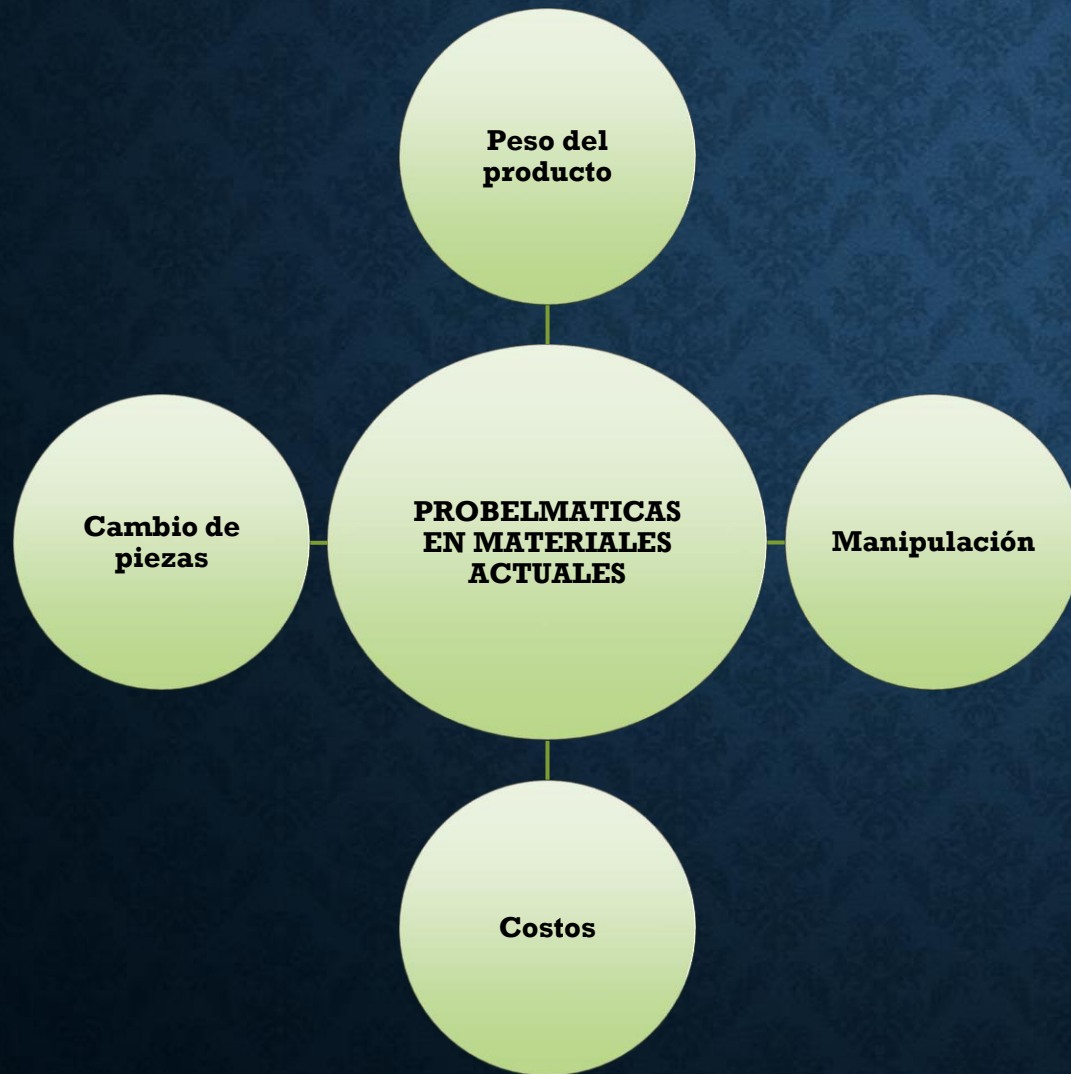 Peso del
producto
Cambio de
piezas
PROBELMATICAS
EN MATERIALES
ACTUALES
Manipulación
Costos